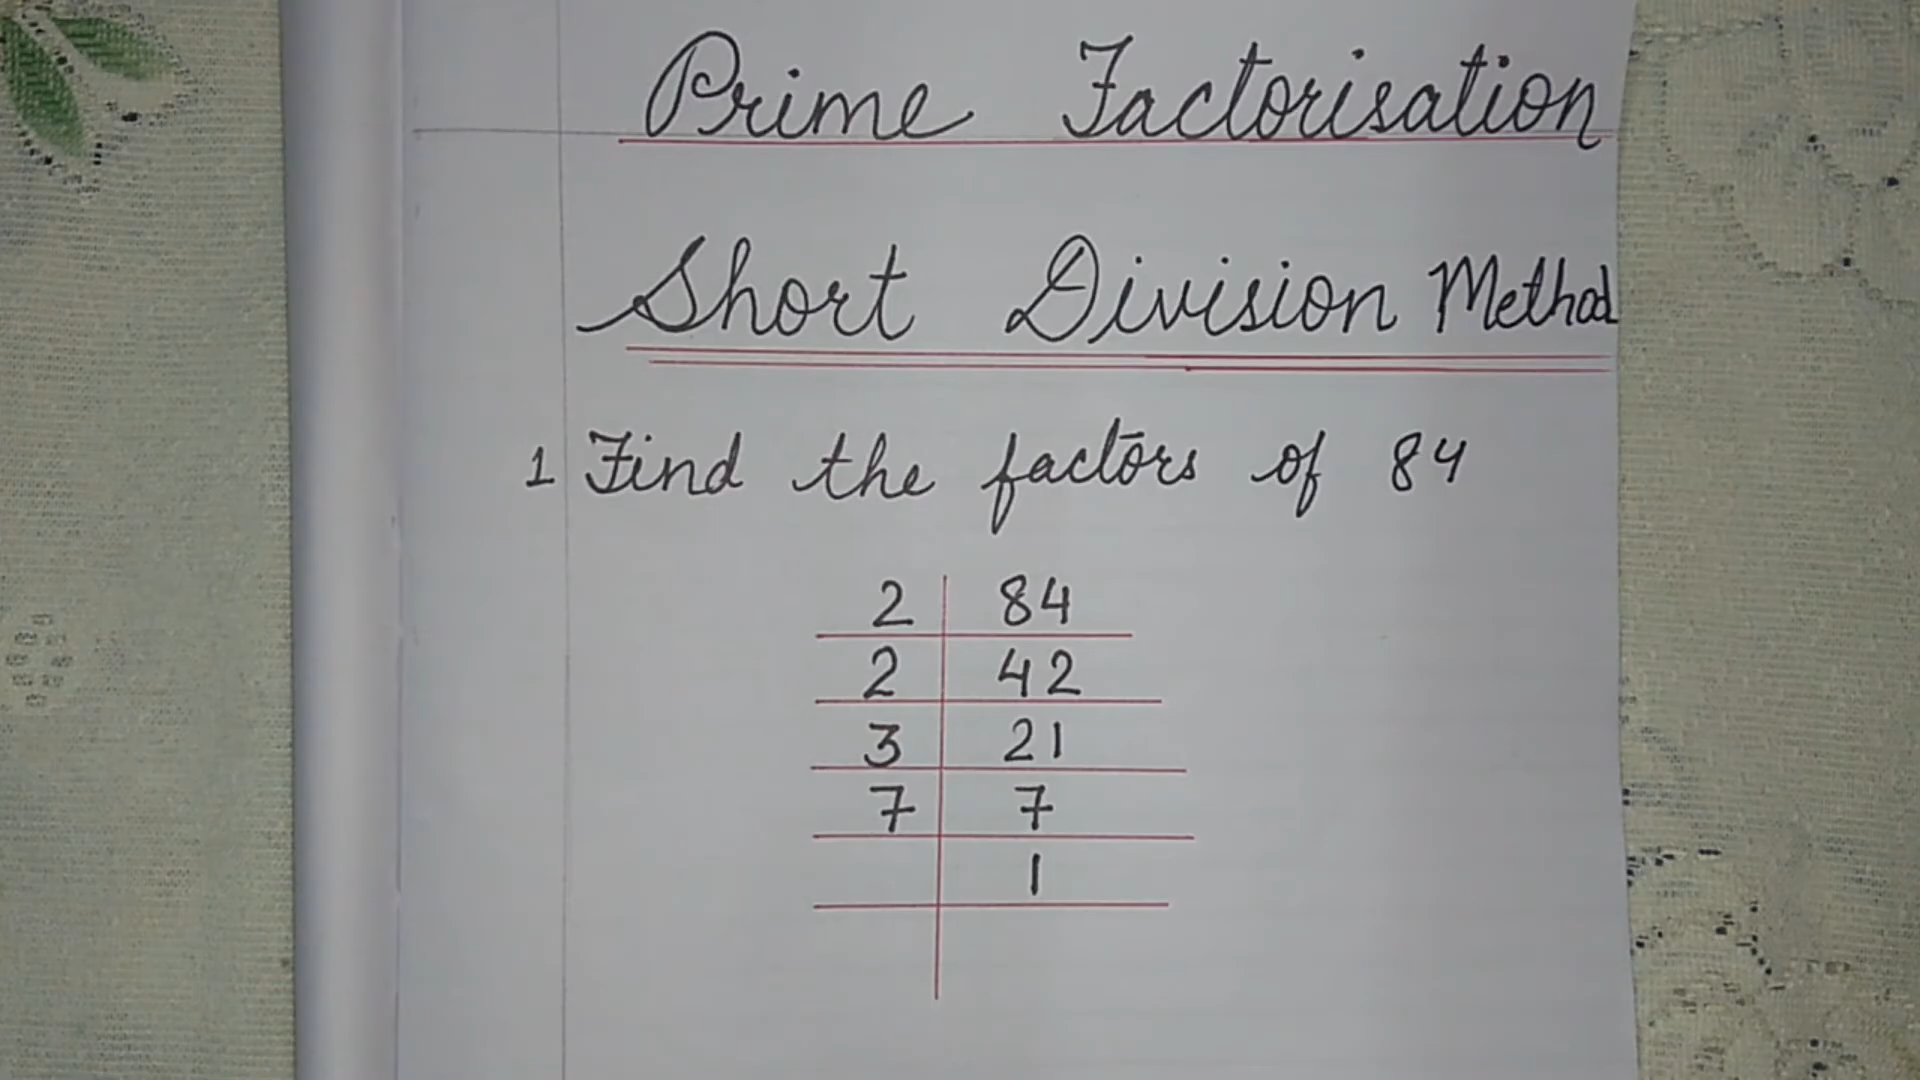 Prime Factorisation
Short Division Method
1 Find the factors of 84
2 84
2 42
3 21
7 7
1